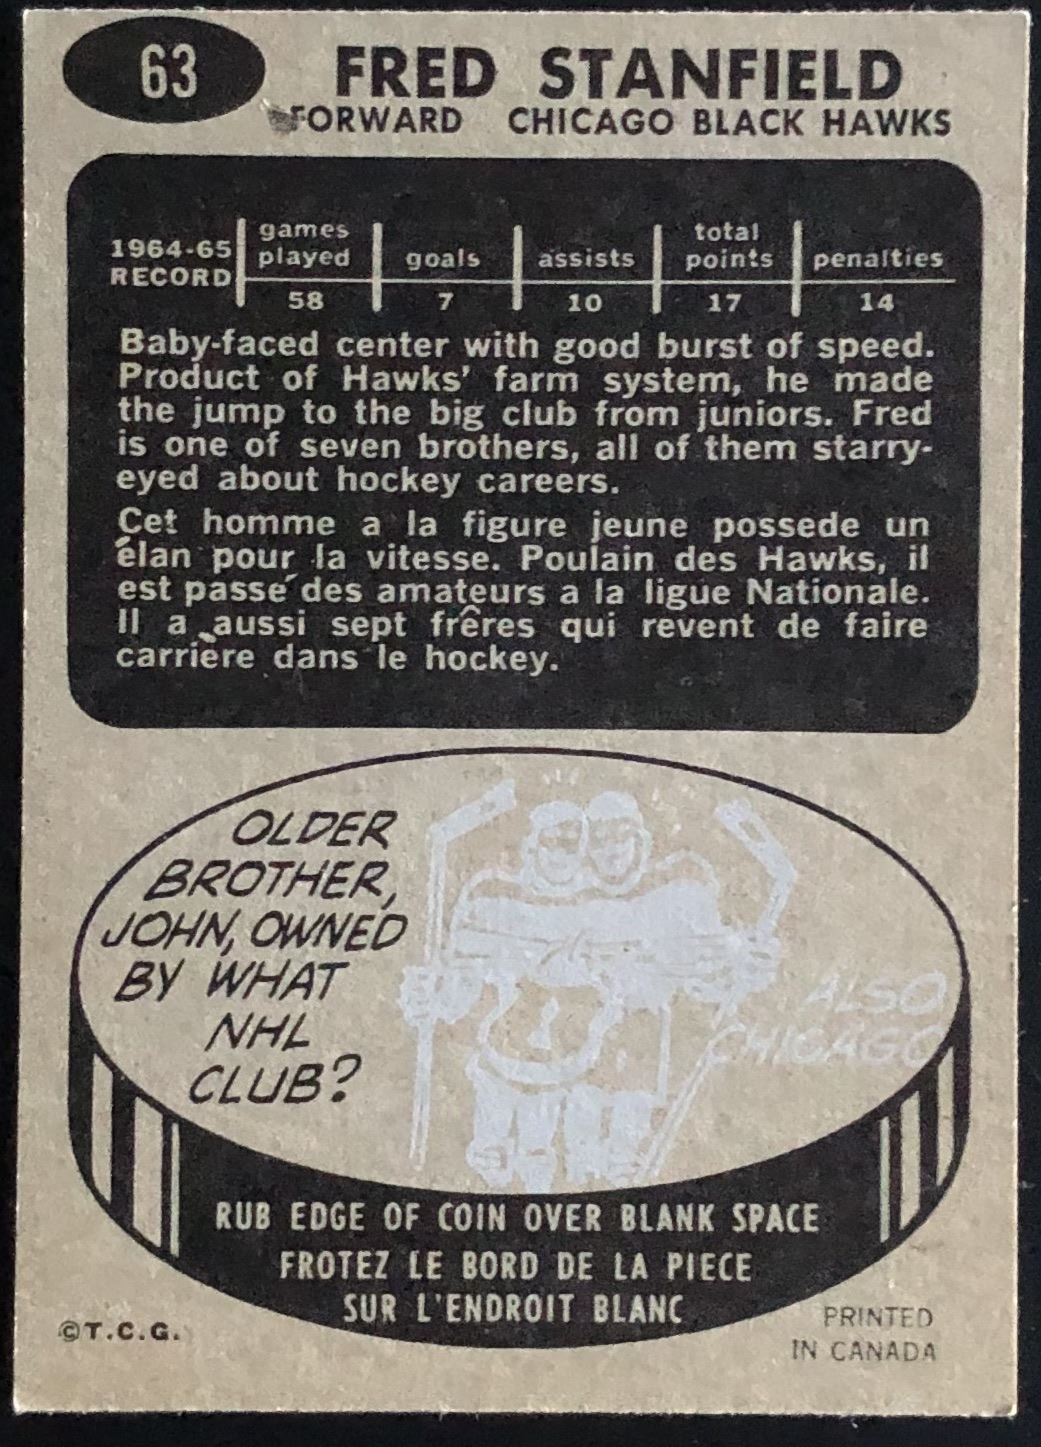 63 FRED STANFIELD
FORWARD CHICAGO BLACK HAWKS
1964-65 RECORD games played goals assists total points penalties
58 7 10 17 14
Baby-faced center with good burst of speed.
Product of Hawks' farm system, he made
the jump to the big club from juniors. Fred
is one of seven brothers, all of them starry-
eyed about hockey careers.
Cet homme a la figure jeune possede un
élan pour la vitesse. Poulain des Hawks, il
est passé des amateurs a la ligue Nationale.
Il a aussi sept frêres qui revent de faire
carrière dans le hockey.
OLDER
BROTHER,
JOHN, OWNED
BY WHAT
NHL
CLUB?
ALSO
CHICAGO
RUB EDGE OF COIN OVER BLANK SPACE
FROTEZ LE BORD DE LA PIECE
SUR L'ENDROIT BLANC
©T.C.G.
PRINTED
IN CANADA